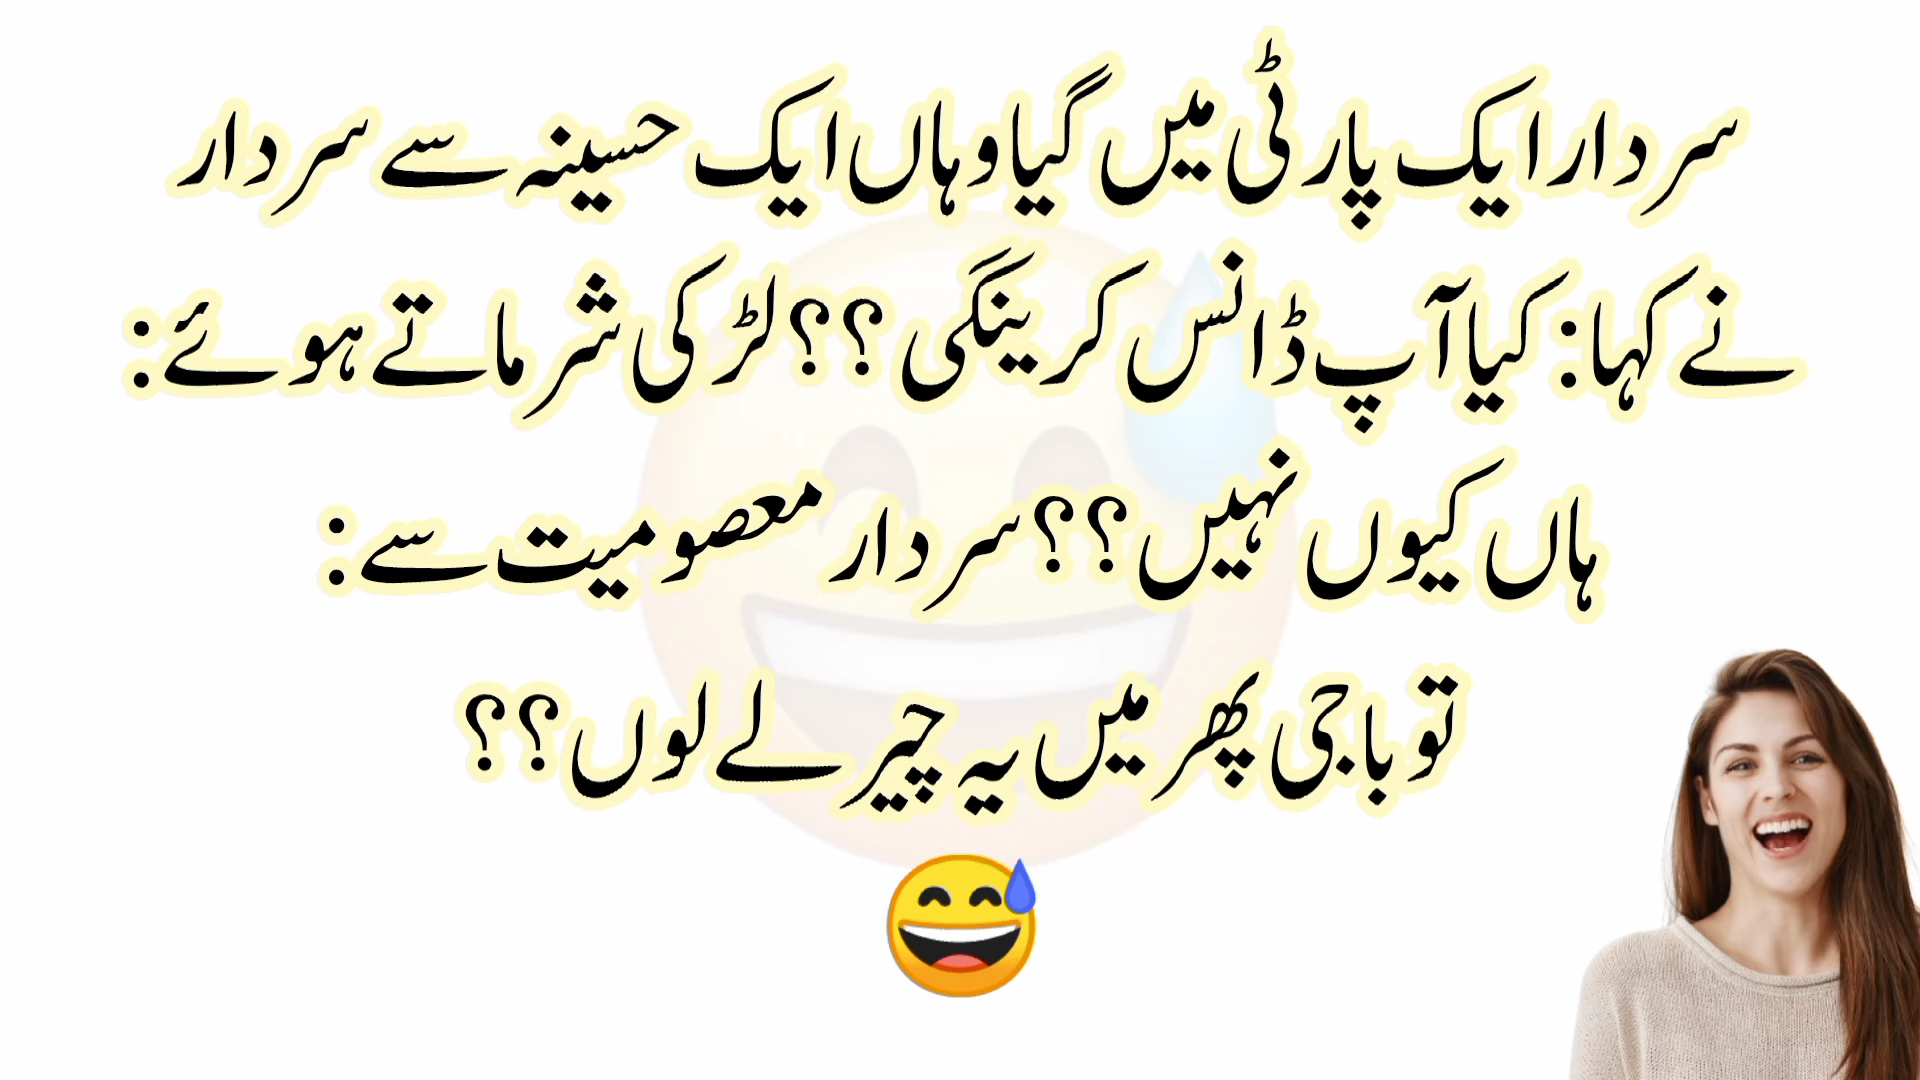 سردار ایک پارٹی میں گیا وہاں ایک حسینہ سے سردار
نے کہا: کیا آپ ڈانس کرینگی ؟؟ لڑکی شرماتے ہوئے:
ہاں کیوں نہیں؟؟ سردار معصومیت سے:
تو باجی پھر میں یہ چیر لے لوں؟؟